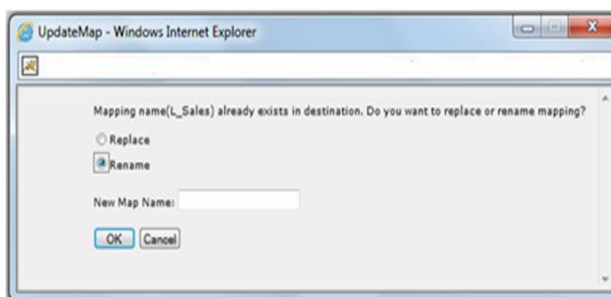 UpdateMap - Windows Internet Explorer
Mapping name(L_Sales) already exists in destination. Do you want to replace or rename mapping?
Replace
Rename
New Map Name:
OK Cancel